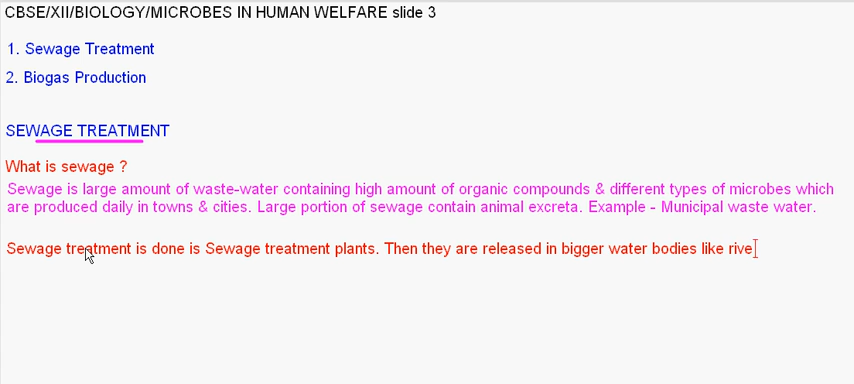 CBSE/XII/BIOLOGY/MICROBES IN HUMAN WELFARE slide 3
1. Sewage Treatment
2. Biogas Production
SEWAGE TREATMENT
What is sewage ?
Sewage is large amount of waste-water containing high amount of organic compounds & different types of microbes which
are produced daily in towns & cities. Large portion of sewage contain animal excreta. Example - Municipal waste water.
Sewage treatment is done is Sewage treatment plants. Then they are released in bigger water bodies like rive